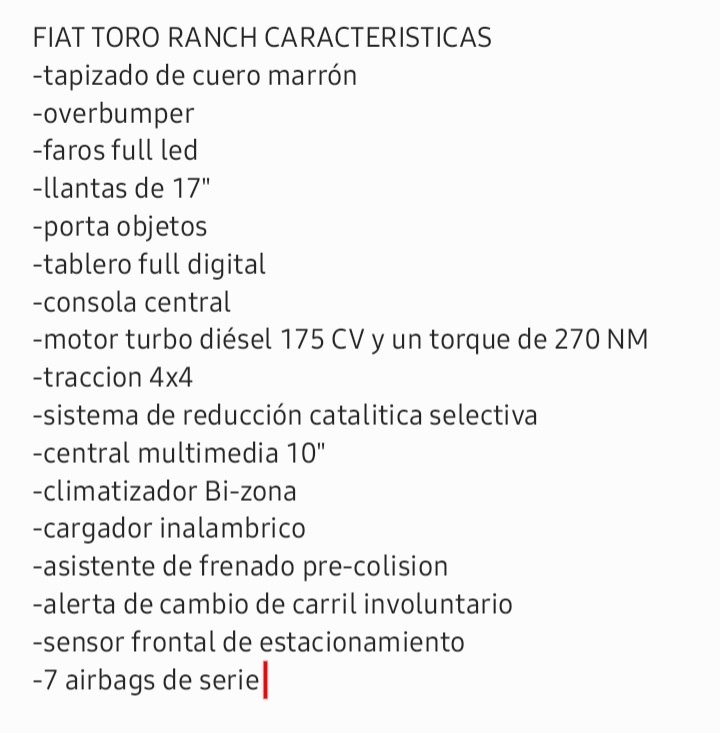 FIAT TORO RANCH CARACTERISTICAS
-tapizado de cuero marrón
-overbumper
-faros full led
-llantas de 17"
-porta objetos
-tablero full digital
-consola central
-motor turbo diésel 175 CV y un torque de 270 NM
-traccion 4x4
-sistema de reducción catalitica selectiva
-central multimedia 10"
-climatizador Bi-zona
-cargador inalambrico
-asistente de frenado pre-colision
-alerta de cambio de carril involuntario
-sensor frontal de estacionamiento
-7 airbags de serie